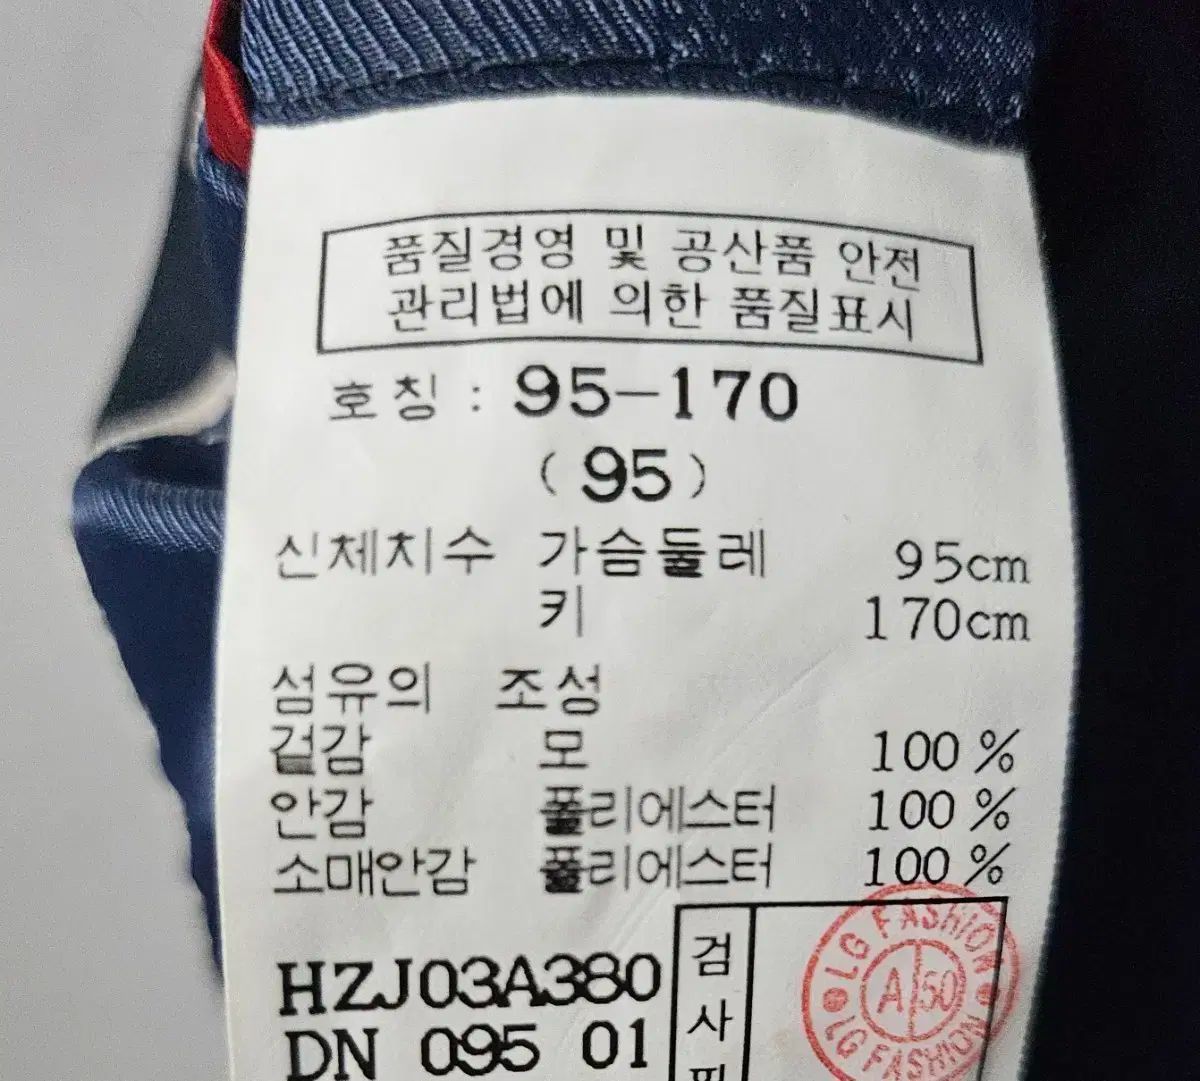 품질경영 및 공산품 안전
관리법에 의한 품질표시
호칭 : 95-170
(95)
신체치수 가슴둘레 95cm
키 170cm
섬유의 조성
겉감 모 100%
안감 폴리에스터 100%
소매안감 폴리에스터 100%
HZJ03A380
DN 095 01
검사
LG FASHION
A 50
LG FASHION